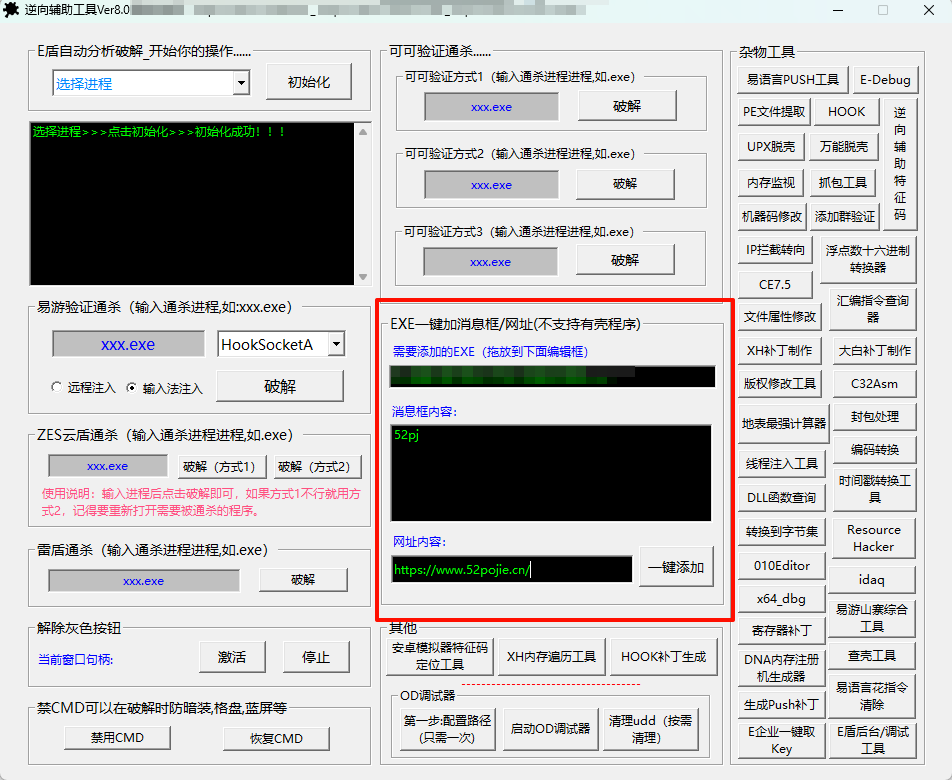 逆向辅助工具Ver8.0
E盾自动分析破解_开始你的操作......
选择进程
初始化
选择进程>>>点击初始化>>>初始化成功！！！
易游验证通杀（输入通杀进程,如:xxx.exe）
xxx.exe
HookSocketA
远程注入
输入法注入
破解
ZES云盾通杀（输入通杀进程进程,如.exe）
xxx.exe
破解（方式1）
破解（方式2）
使用说明：输入进程后点击破解即可，如果方式1不行就用方
式2，记得要重新打开需要被通杀的程序。
雷盾通杀（输入通杀进程进程,如.exe）
xxx.exe
破解
解除灰色按钮
当前窗口句柄:
激活
停止
禁CMD可以在破解时防暗装,格盘,蓝屏等
禁用CMD
恢复CMD
可可验证通杀......
可可验证方式1（输入通杀进程进程,如.exe）
xxx.exe
破解
可可验证方式2（输入通杀进程进程,如.exe）
xxx.exe
破解
可可验证方式3（输入通杀进程进程,如.exe）
xxx.exe
破解
EXE一键加消息框/网址(不支持有壳程序)
需要添加的EXE（拖放到下面编辑框）
消息框内容:
52pj
网址内容:
https://www.52pojie.cn/
一键添加
其他
安卓模拟器特征码
定位工具
XH内存遍历工具
HOOK补丁生成
OD调试器
第一步:配置路径
(只需一次)
启动OD调试器
清理udd（按需
清理）
杂物工具
易语言PUSH工具
E-Debug
PE文件提取
HOOK
逆向辅助特征码
UPX脱壳
万能脱壳
内存监视
抓包工具
机器码修改
添加群验证
IP拦截转向
浮点数十六进制
转换器
CE7.5
汇编指令查询
器
文件属性修改
XH补丁制作
大白补丁制作
版权修改工具
C32Asm
地表最强计算器
封包处理
编码转换
线程注入工具
时间戳转换工
具
DLL函数查询
转换到字节集
Resource
Hacker
010Editor
idaq
x64_dbg
易游山寨综合
工具
寄存器补丁
查壳工具
DNA内存注册
机生成器
易语言花指令
清除
生成Push补丁
E企业一键取
Key
E盾后台/调试
工具